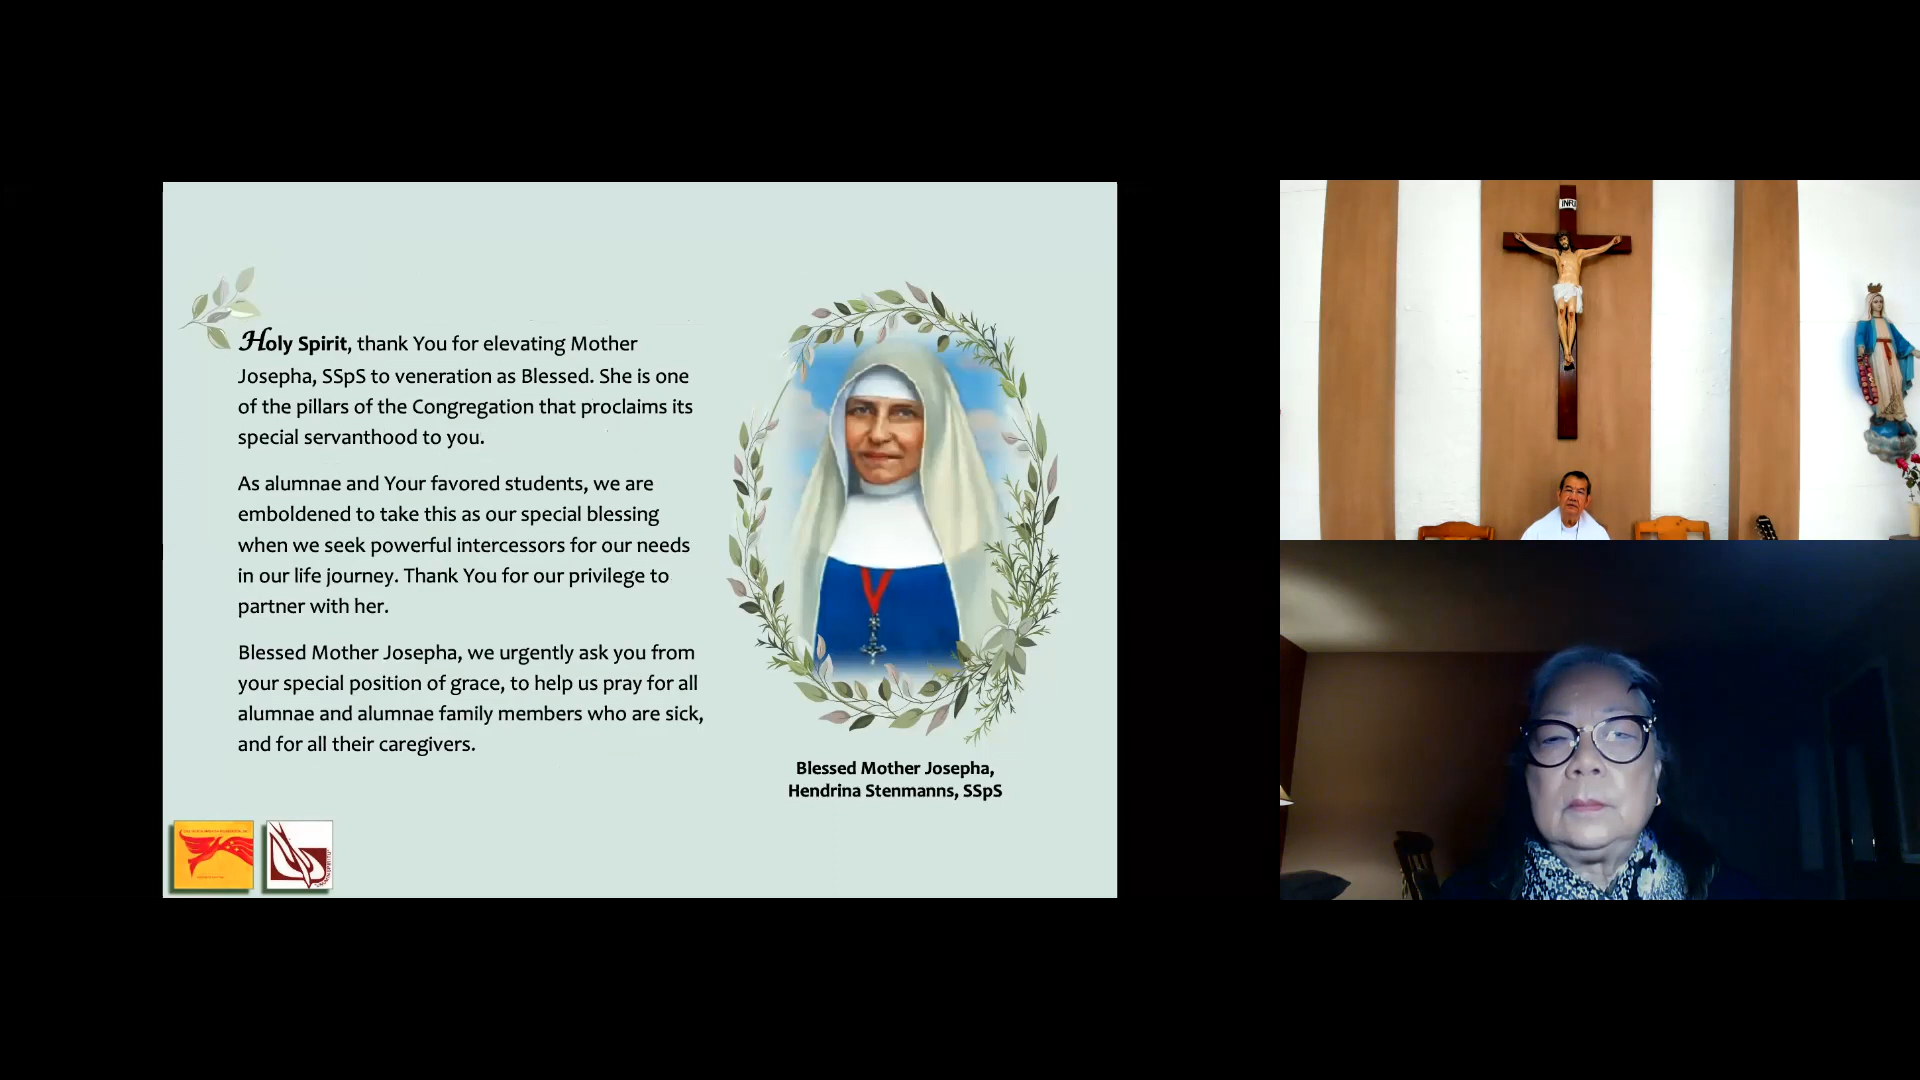 Holy Spirit, thank You for elevating Mother
Josepha, SSpS to veneration as Blessed. She is one
of the pillars of the Congregation that proclaims its
special servanthood to you.
As alumnae and Your favored students, we are
emboldened to take this as our special blessing
when we seek powerful intercessors for our needs
in our life journey. Thank You for our privilege to
partner with her.
Blessed Mother Josepha, we urgently ask you from
your special position of grace, to help us pray for all
alumnae and alumnae family members who are sick,
and for all their caregivers.
Blessed Mother Josepha,
Hendrina Stenmanns, SSpS
INRI